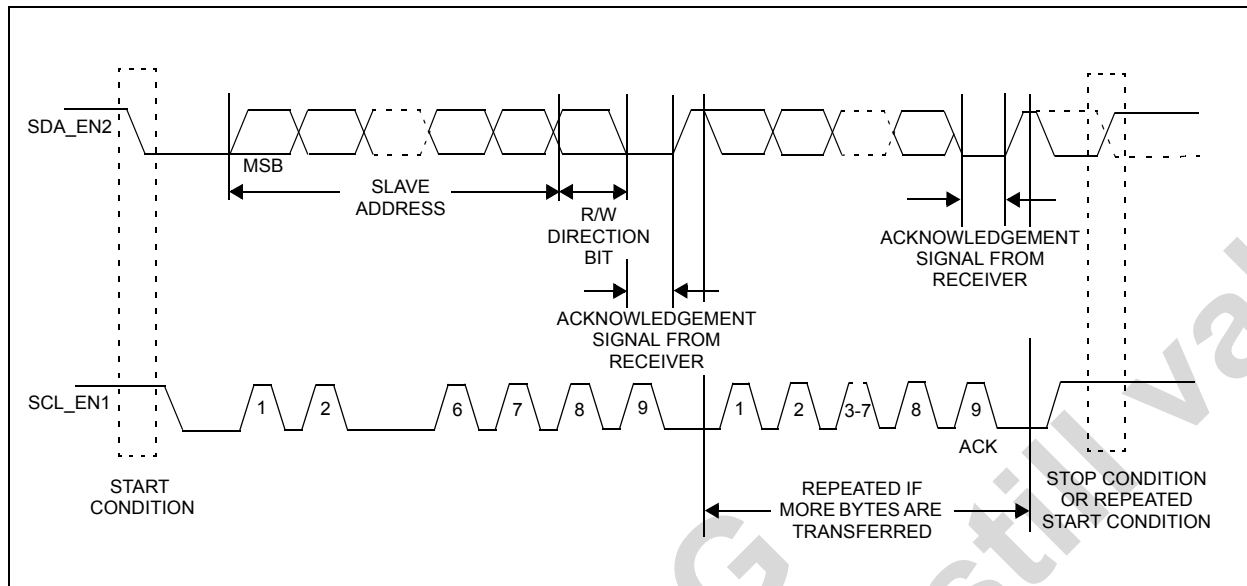 SDA_EN2
MSB
SLAVE
ADDRESS
R/W
DIRECTION
BIT
ACKNOWLEDGEMENT
SIGNAL FROM
RECEIVER
ACKNOWLEDGEMENT
SIGNAL FROM
RECEIVER
SCL_EN1
1 2 6 7 8 9 1 2 3-7 8 9
ACK
START
CONDITION
REPEATED IF
MORE BYTES ARE
TRANSFERRED
STOP CONDITION
OR REPEATED
START CONDITION
G
still va